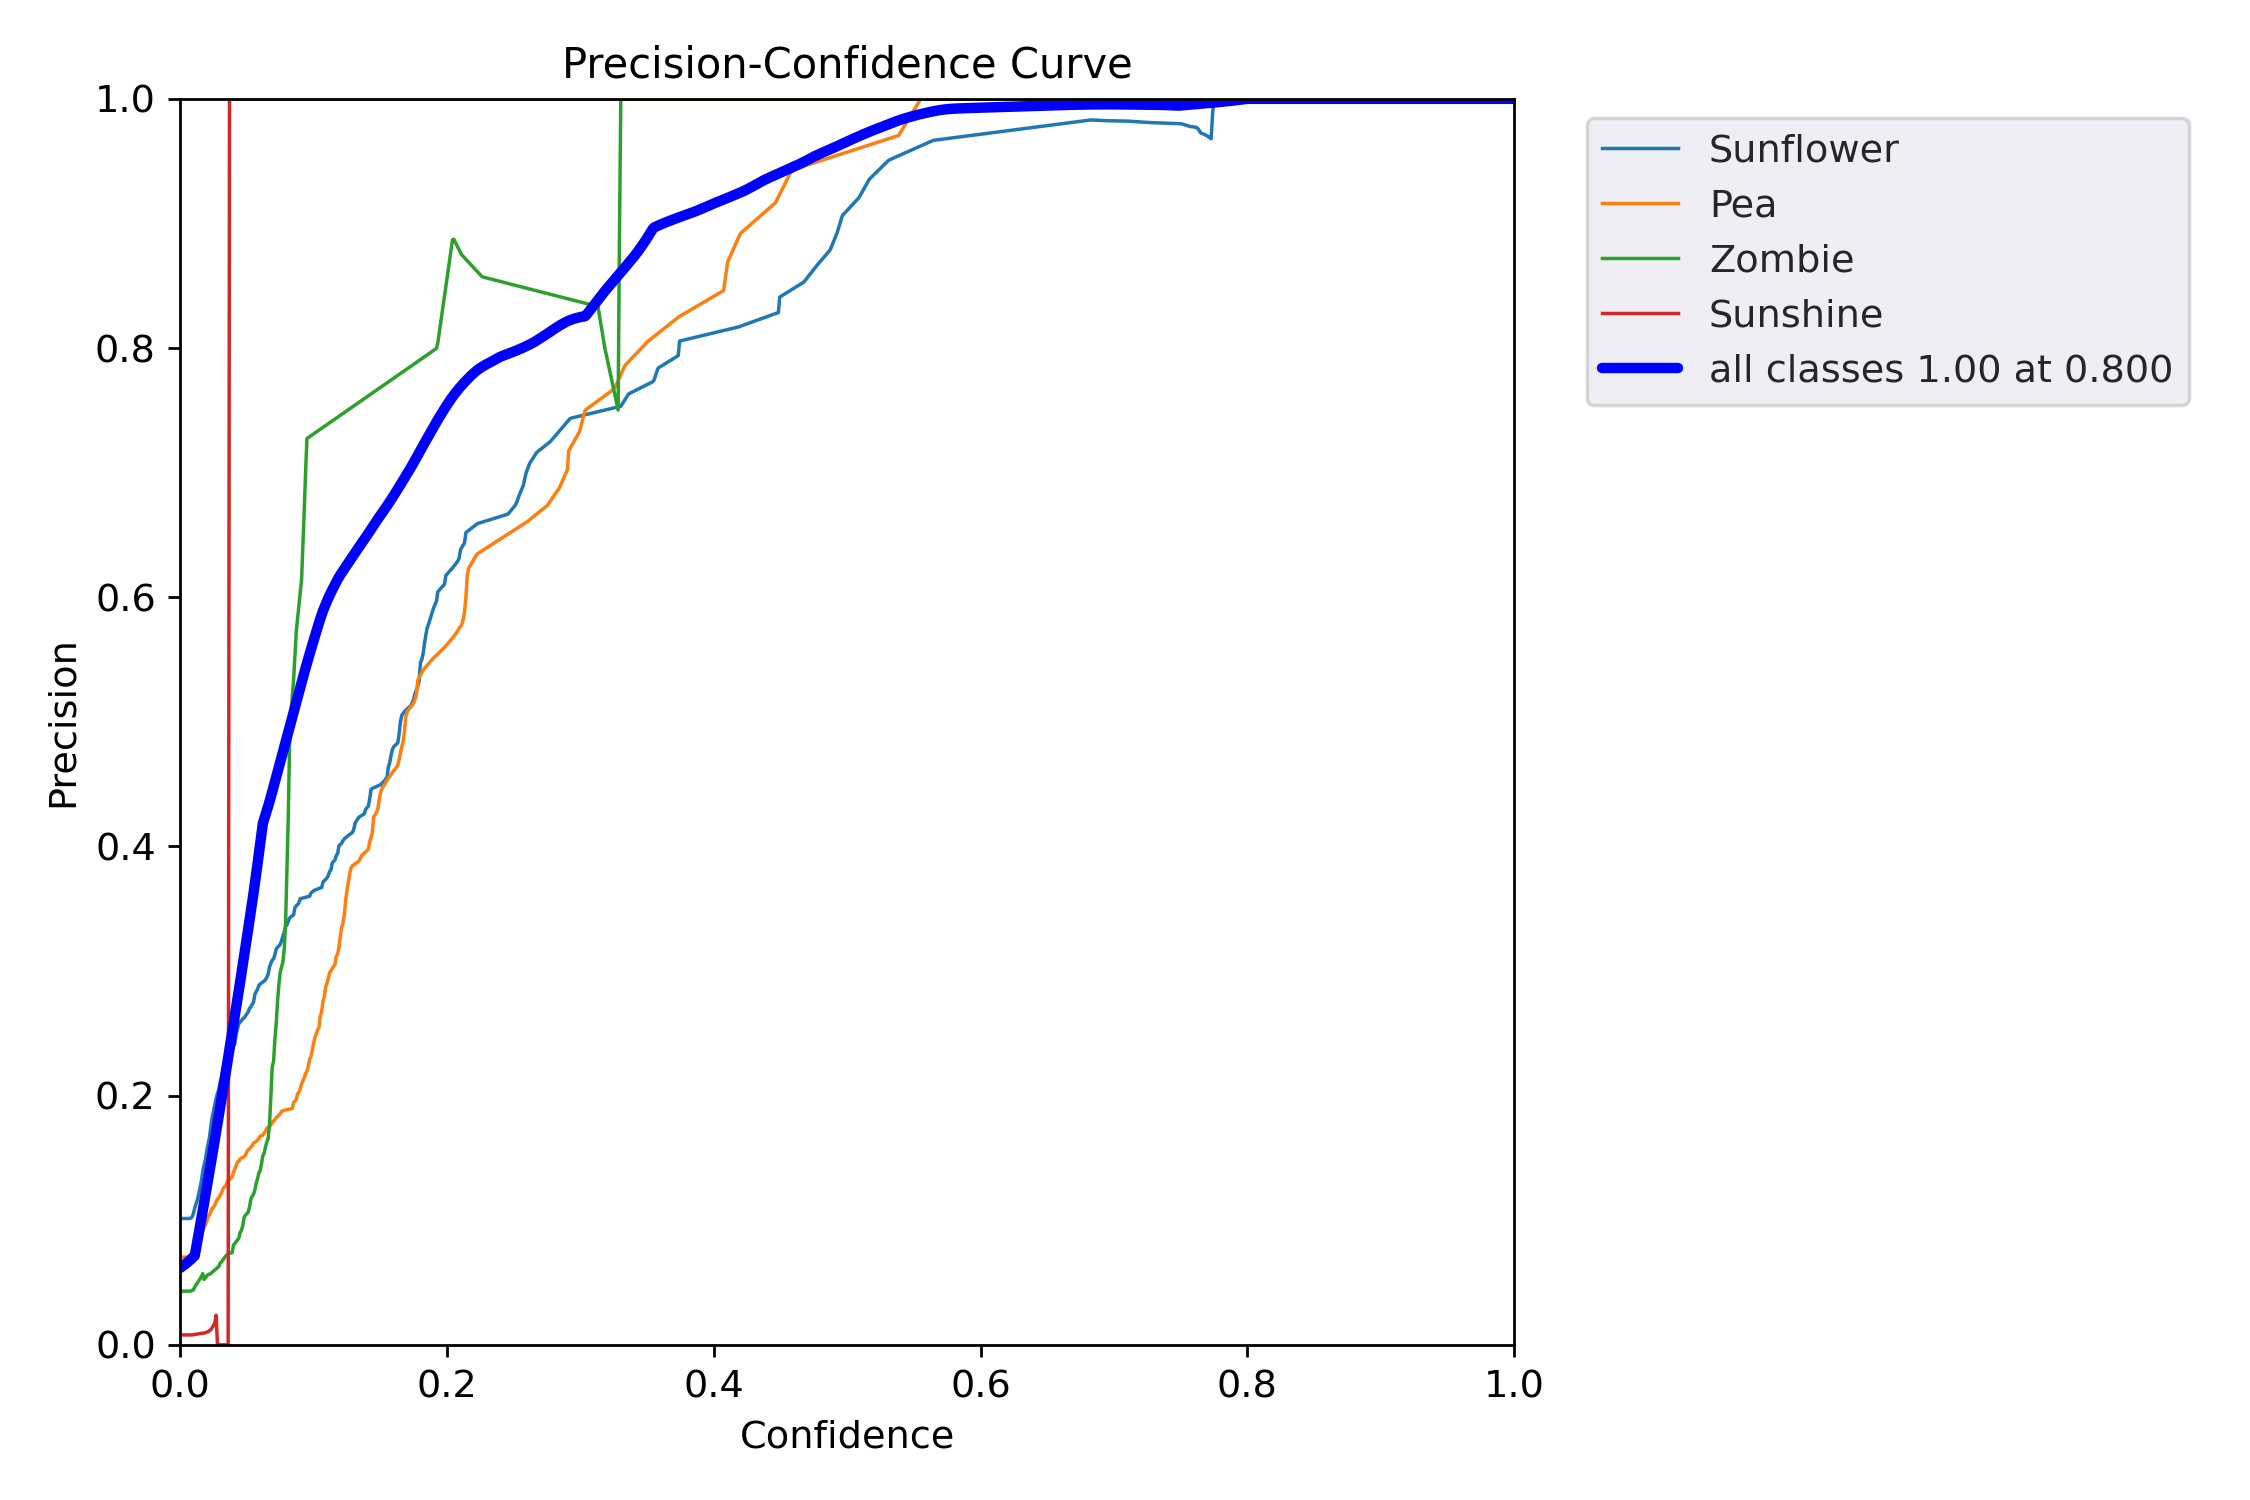 Precision-Confidence Curve
1.0
0.8
0.6
0.4
0.2
0.0
Precision
0.0 0.2 0.4 0.6 0.8 1.0
Confidence
Sunflower
Pea
Zombie
Sunshine
all classes 1.00 at 0.800